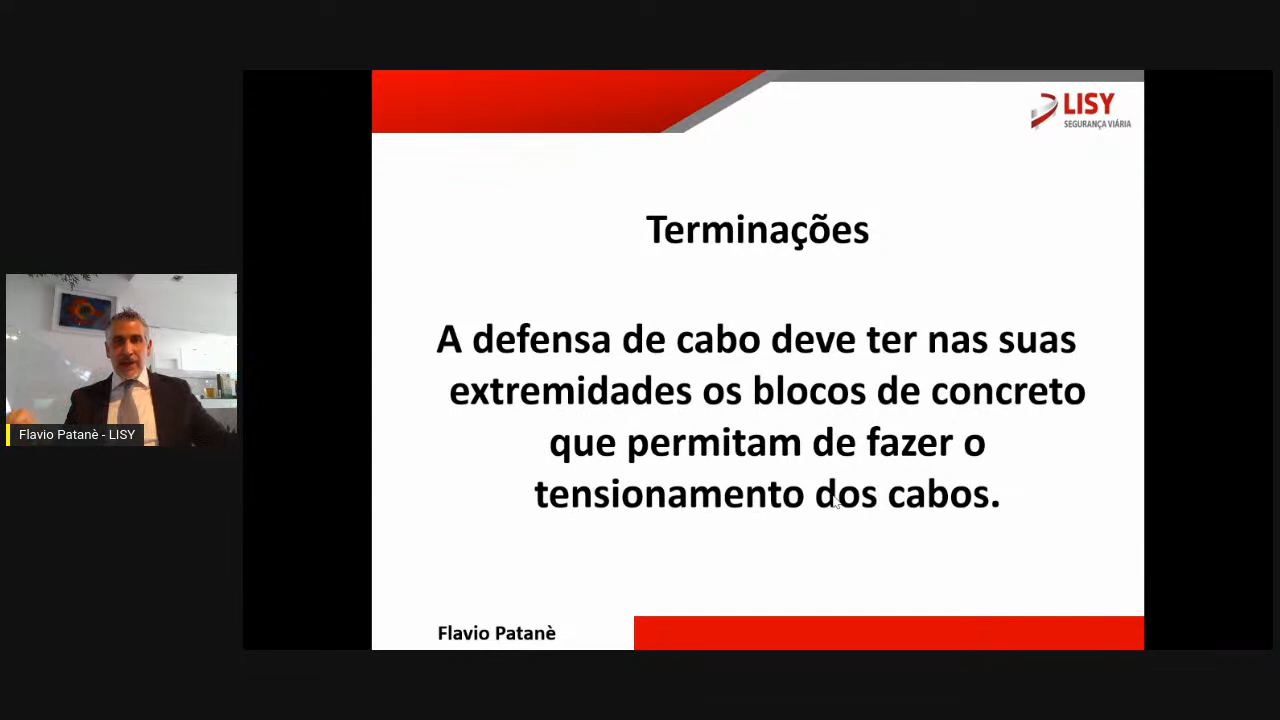 LISY
SEGURANÇA VIÁRIA
Terminações
A defensa de cabo deve ter nas suas
extremidades os blocos de concreto
que permitam de fazer o
tensionamento dos cabos.
Flavio Patanè - LISY
Flavio Patanè